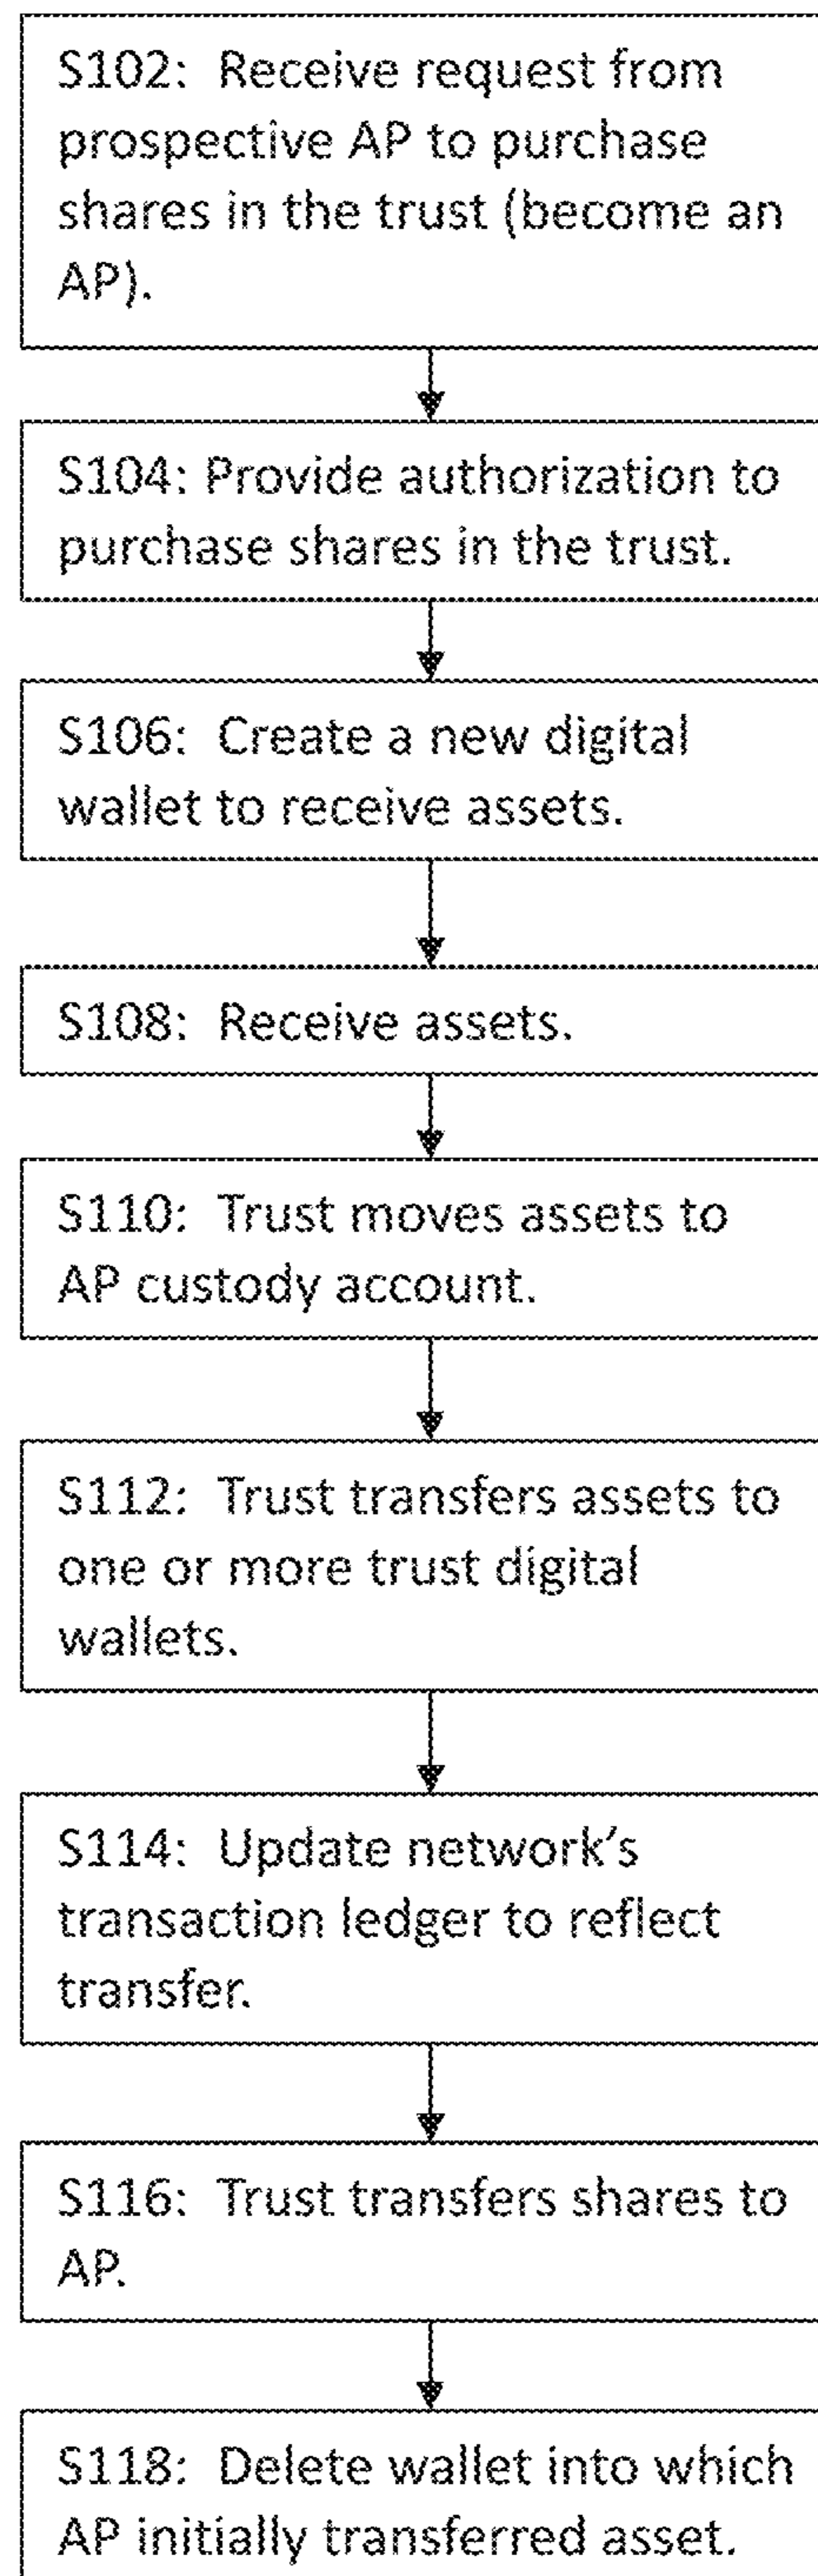 S102: Receive request from
prospective AP to purchase
shares in the trust (become an
AP).
S104: Provide authorization to
purchase shares in the trust.
S106: Create a new digital
wallet to receive assets.
S108: Receive assets.
S110: Trust moves assets to
AP custody account.
S112: Trust transfers assets to
one or more trust digital
wallets.
S114: Update network’s
transaction ledger to reflect
transfer.
S116: Trust transfers shares to
AP.
S118: Delete wallet into which
AP initially transferred asset.